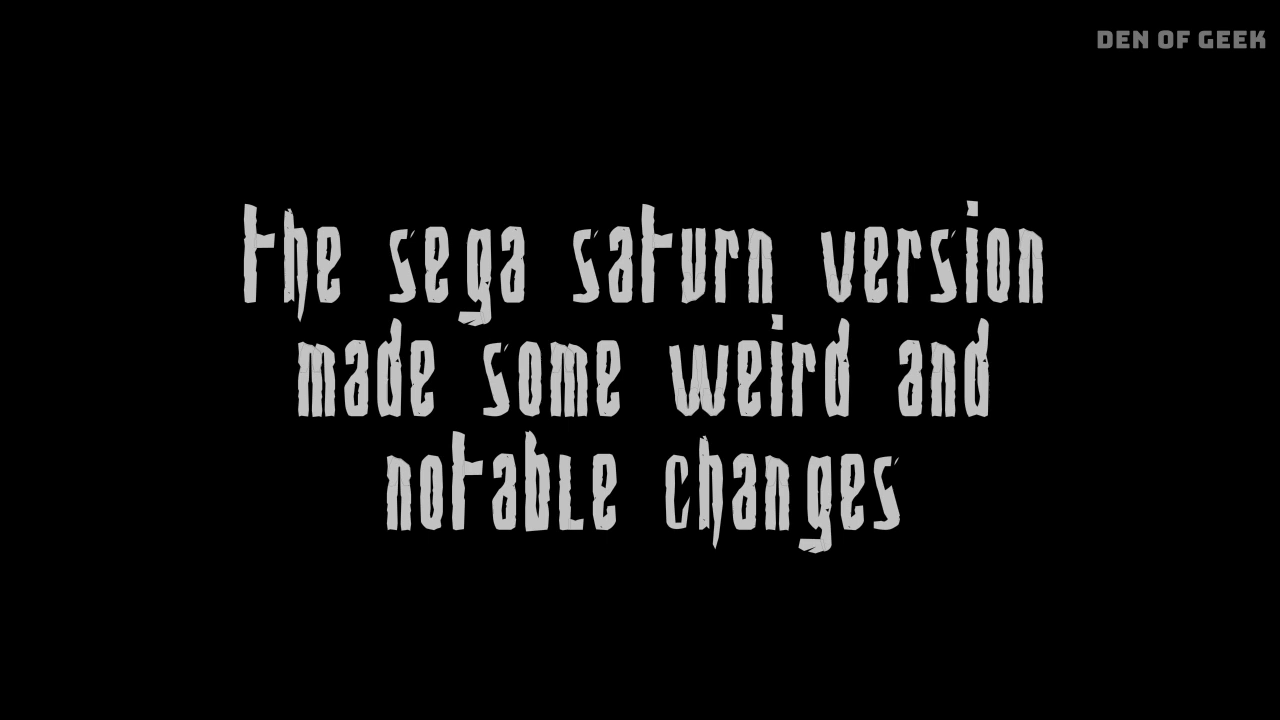 DEN OF GEEK
the sega saturn version
made some weird and
notable changes